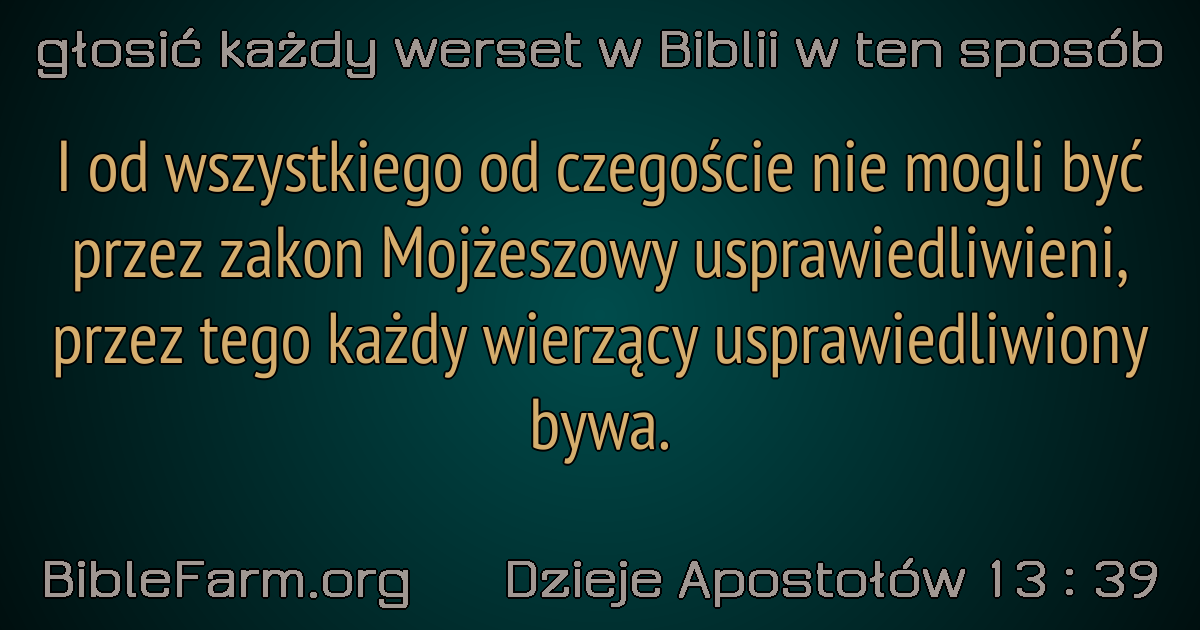 głosić każdy werset w Biblii w ten sposób
I od wszystkiego od czegoście nie mogli być
przez zakon Mojżeszowy usprawiedliwieni,
przez tego każdy wierzący usprawiedliwiony
bywa.
BibleFarm.org Dzieje Apostołów 13 : 39